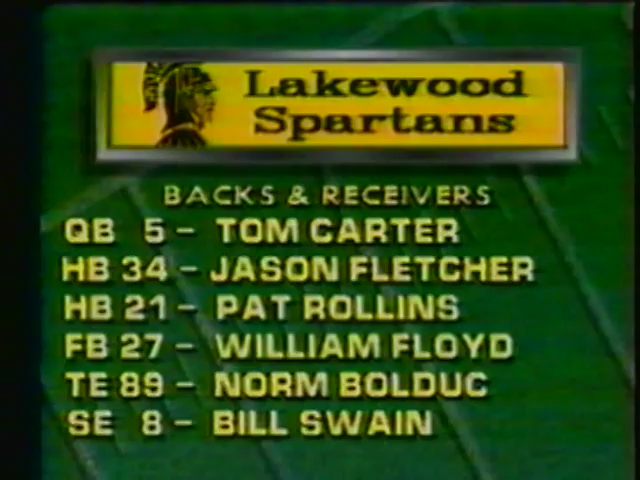 Lakewood
Spartans
BACKS & RECEIVERS
QB 5 - TOM CARTER
HB 34 - JASON FLETCHER
HB 21 - PAT ROLLINS
FB 27 - WILLIAM FLOYD
TE 89 - NORM BOLDUC
SE 8 - BILL SWAIN